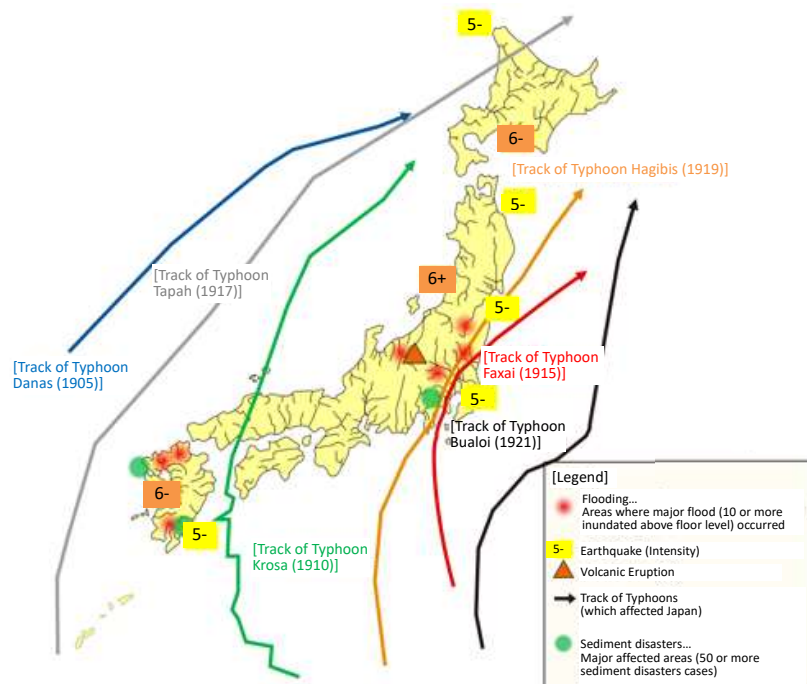 5-
6-
[Track of Typhoon Hagibis (1919)]
5-
[Track of Typhoon
Tapah (1917)]
6+
5-
[Track of Typhoon
Danas (1905)]
[Track of Typhoon
Faxai (1915)]
5-
[Track of Typhoon
Bualoi (1921)]
6-
5-
[Track of Typhoon
Krosa (1910)]
[Legend]
Flooding...
Areas where major flood (10 or more
inundated above floor level) occurred
5-
Earthquake (Intensity)
Volcanic Eruption
Track of Typhoons
(which affected Japan)
Sediment disasters...
Major affected areas (50 or more
sediment disasters cases)